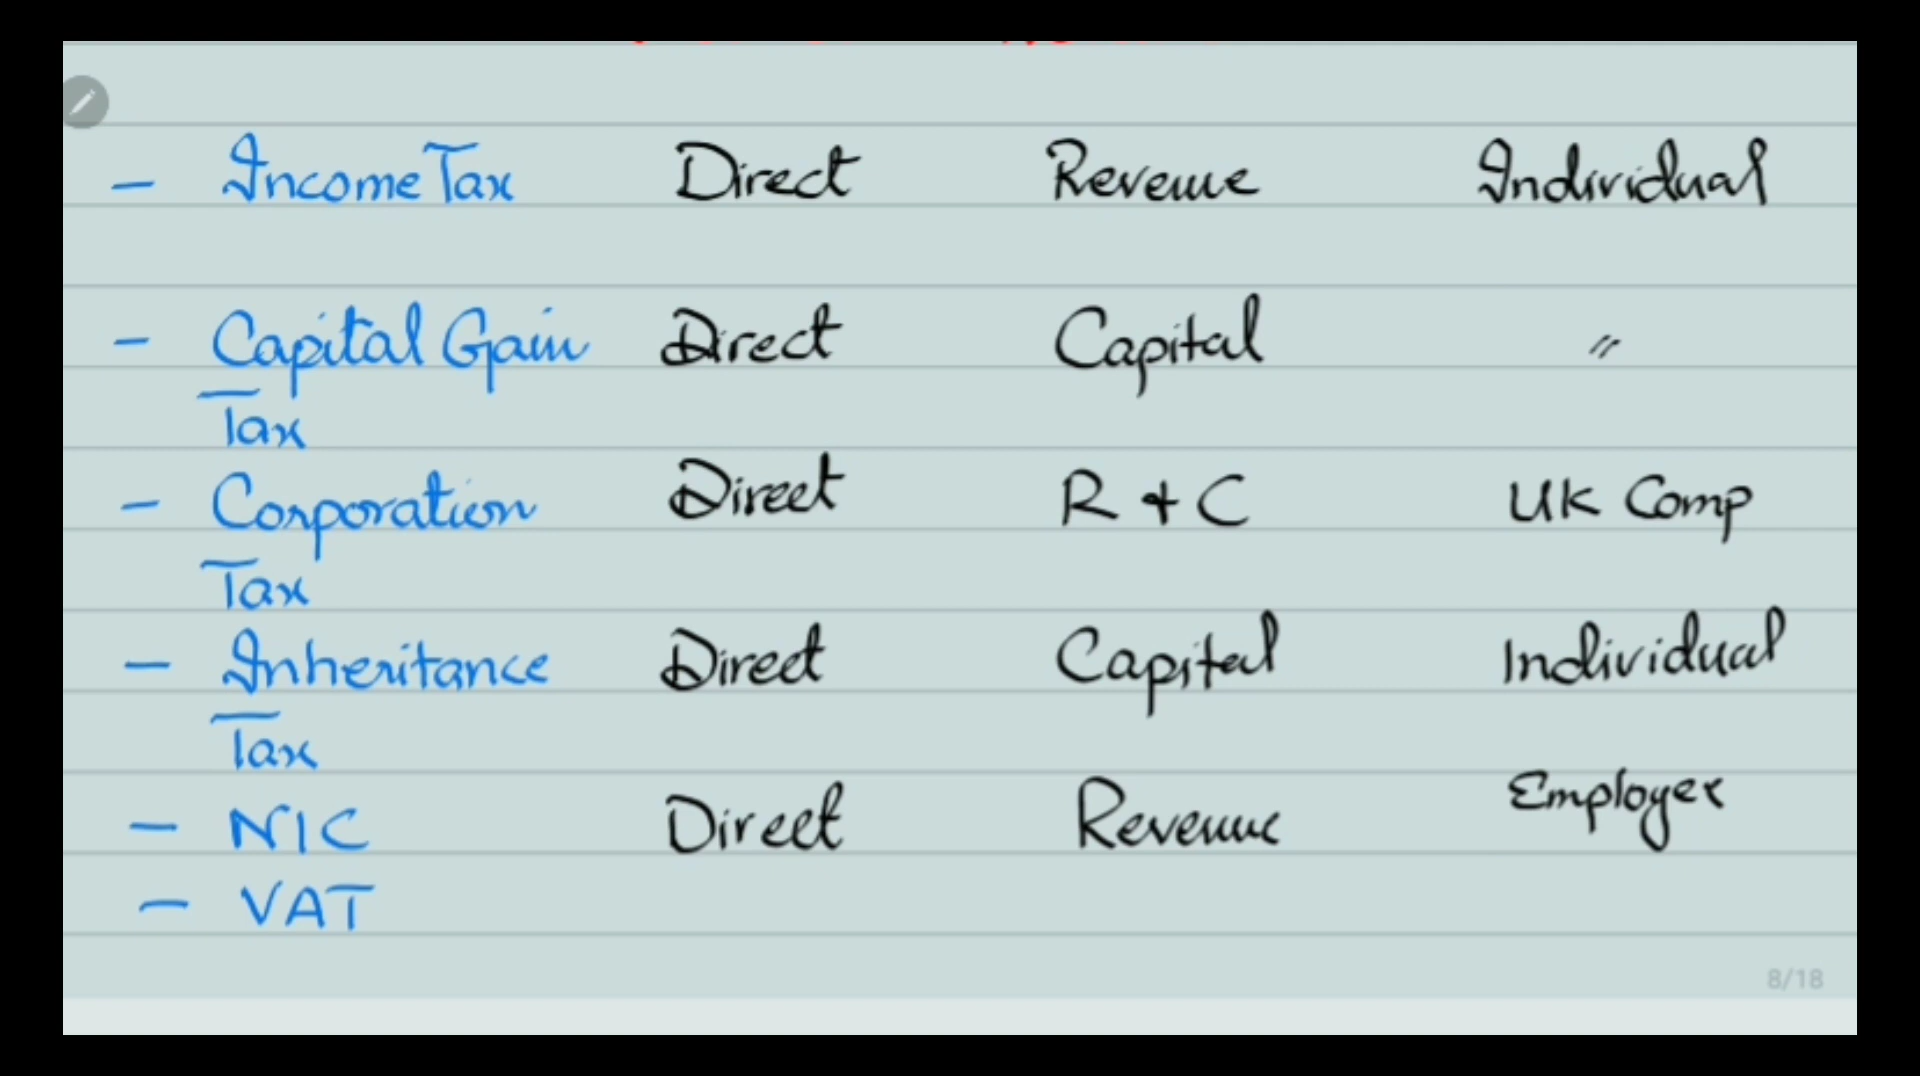 - Income Tax Direct Revenue Individual
- Capital Gain Direct Capital "
Tax
- Corporation Direct R + C UK Comp
Tax
- Inheritance Direct Capital Individual
Tax
- NIC Direct Revenue Employer
- VAT
8/18